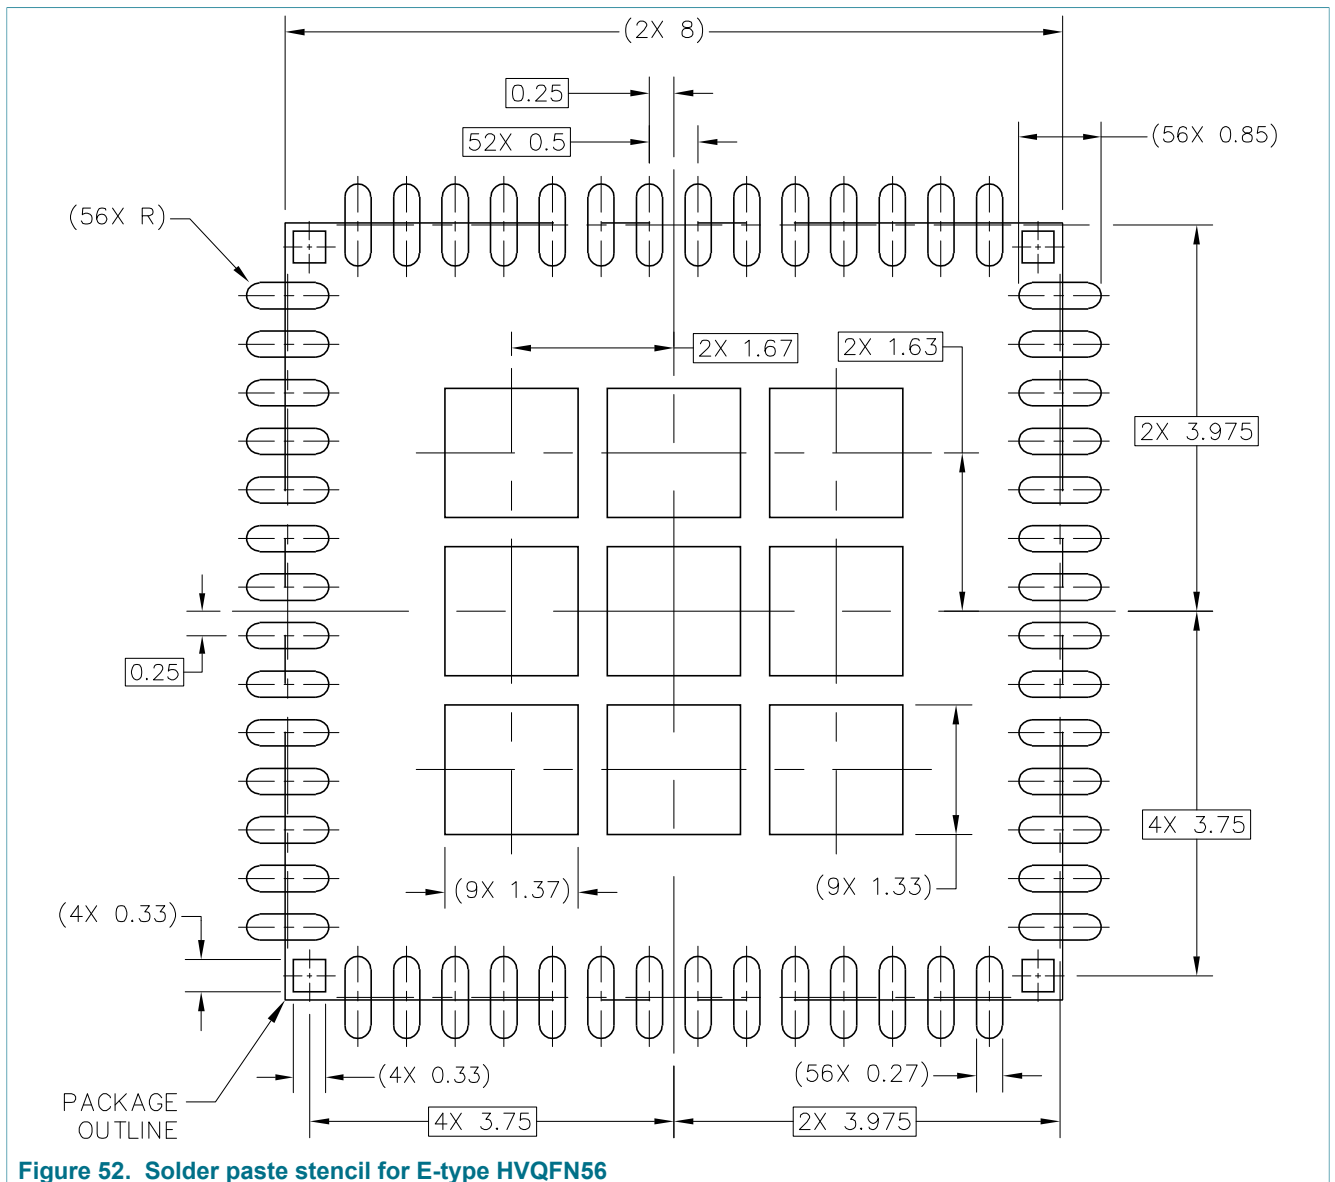 (2X 8)
0.25
52X 0.5
(56X 0.85)
(56X R)
2X 1.67
2X 1.63
2X 3.975
0.25
4X 3.75
(9X 1.37)
(9X 1.33)
(4X 0.33)
(4X 0.33)
(56X 0.27)
PACKAGE
OUTLINE
4X 3.75
2X 3.975
Figure 52. Solder paste stencil for E-type HVQFN56